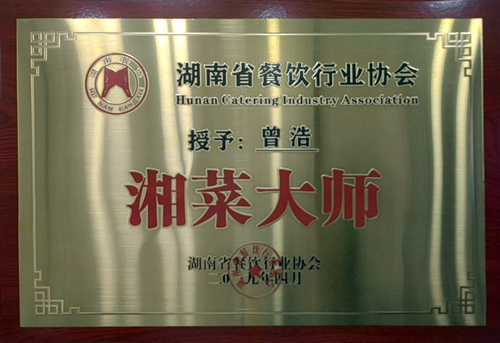 湖南省餐饮行业协会
Hunan Catering Industry Association
授予：曾浩
湘菜大师
湖南省餐饮行业协会
二〇一九年四月